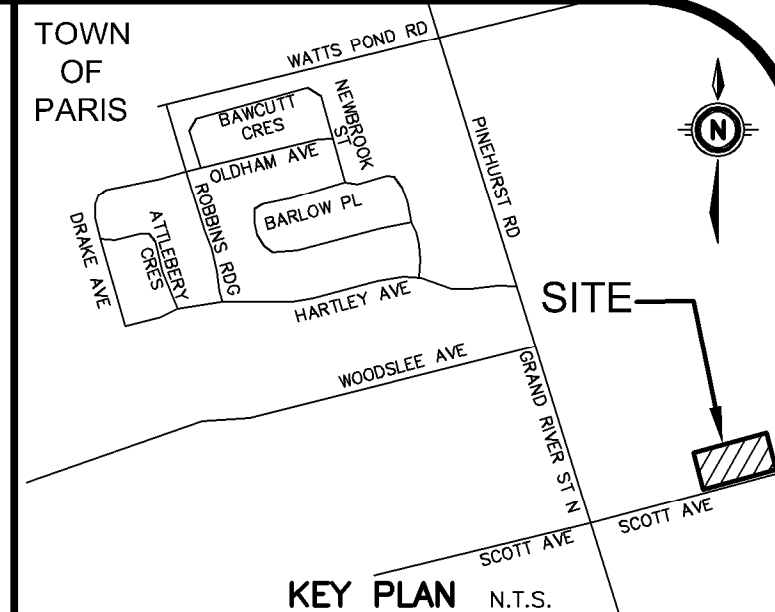 TOWN
OF
PARIS
WATTS POND RD
BAWCUTT
CRES
NEWBROOK
ST
OLDHAM AVE
PINEHURST RD
N
DRAKE AVE
ATTLEBERY
CRES
ROBBINS RDG
BARLOW PL
HARTLEY AVE
SITE
WOODSLEE AVE
GRAND RIVER ST N
SCOTT AVE
SCOTT AVE
KEY PLAN N.T.S.